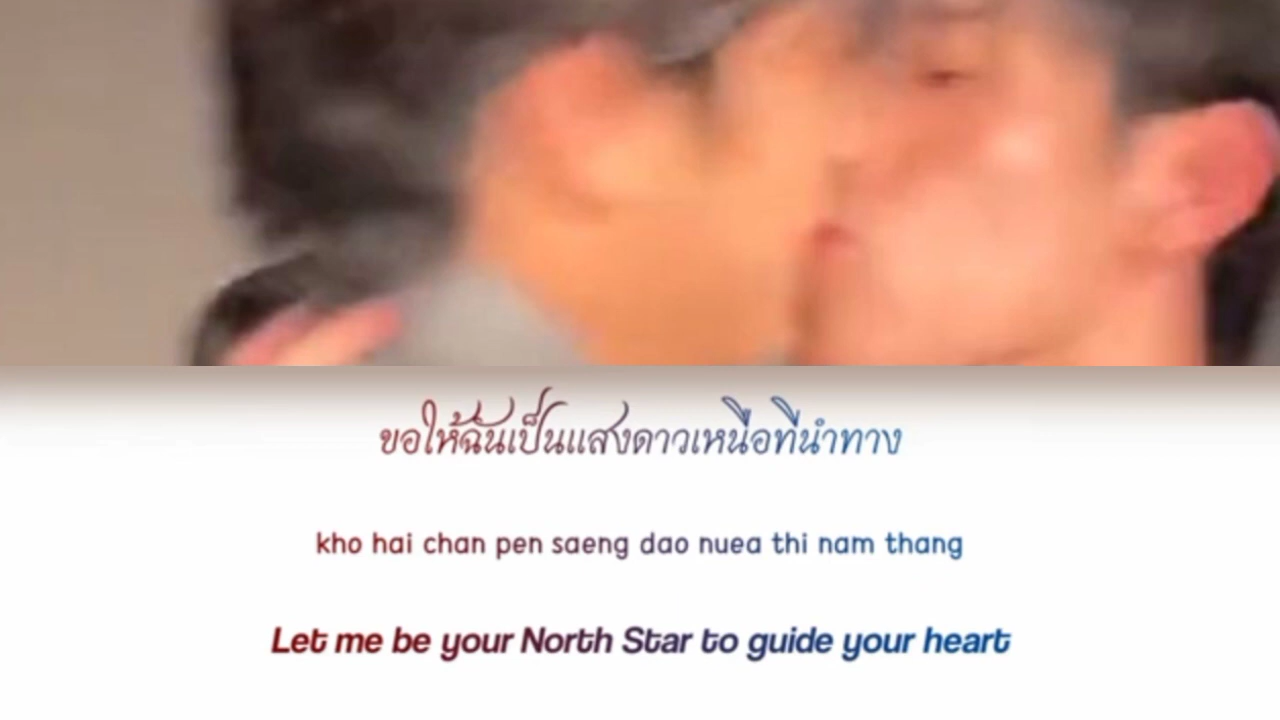 ขอให้ฉันเป็นแสงดาวเหนือที่นำทาง
kho hai chan pen saeng dao nuea thi nam thang
Let me be your North Star to guide your heart